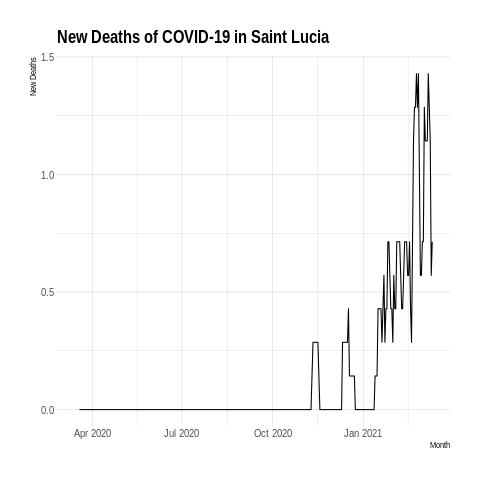 New Deaths of COVID-19 in Saint Lucia
New Deaths
1.5
1.0
0.5
0.0
Apr 2020 Jul 2020 Oct 2020 Jan 2021
Month